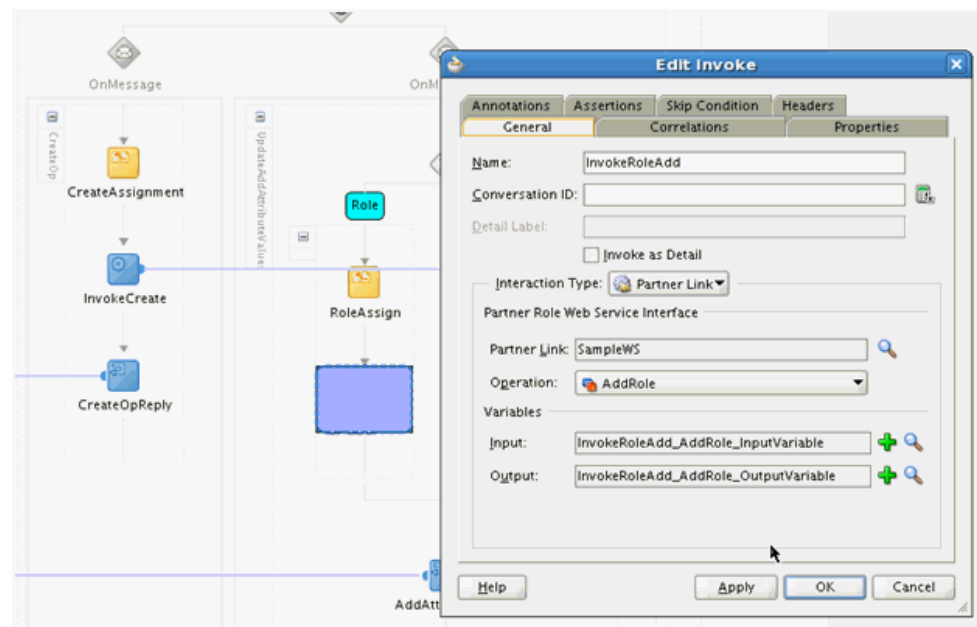 OnMessage
OnM
CreateOp
CreateAssignment
InvokeCreate
CreateOpReply
UpdateAddAttributeValues
Role
RoleAssign
AddAtt
Edit Invoke
Annotations Assertions Skip Condition Headers
General Correlations Properties
Name: InvokeRoleAdd
Conversation ID:
Detail Label:
Invoke as Detail
Interaction Type: Partner Link
Partner Role Web Service Interface
Partner Link: SampleWS
Operation: AddRole
Variables
Input: InvokeRoleAdd_AddRole_InputVariable
Output: InvokeRoleAdd_AddRole_OutputVariable
Help Apply OK Cancel